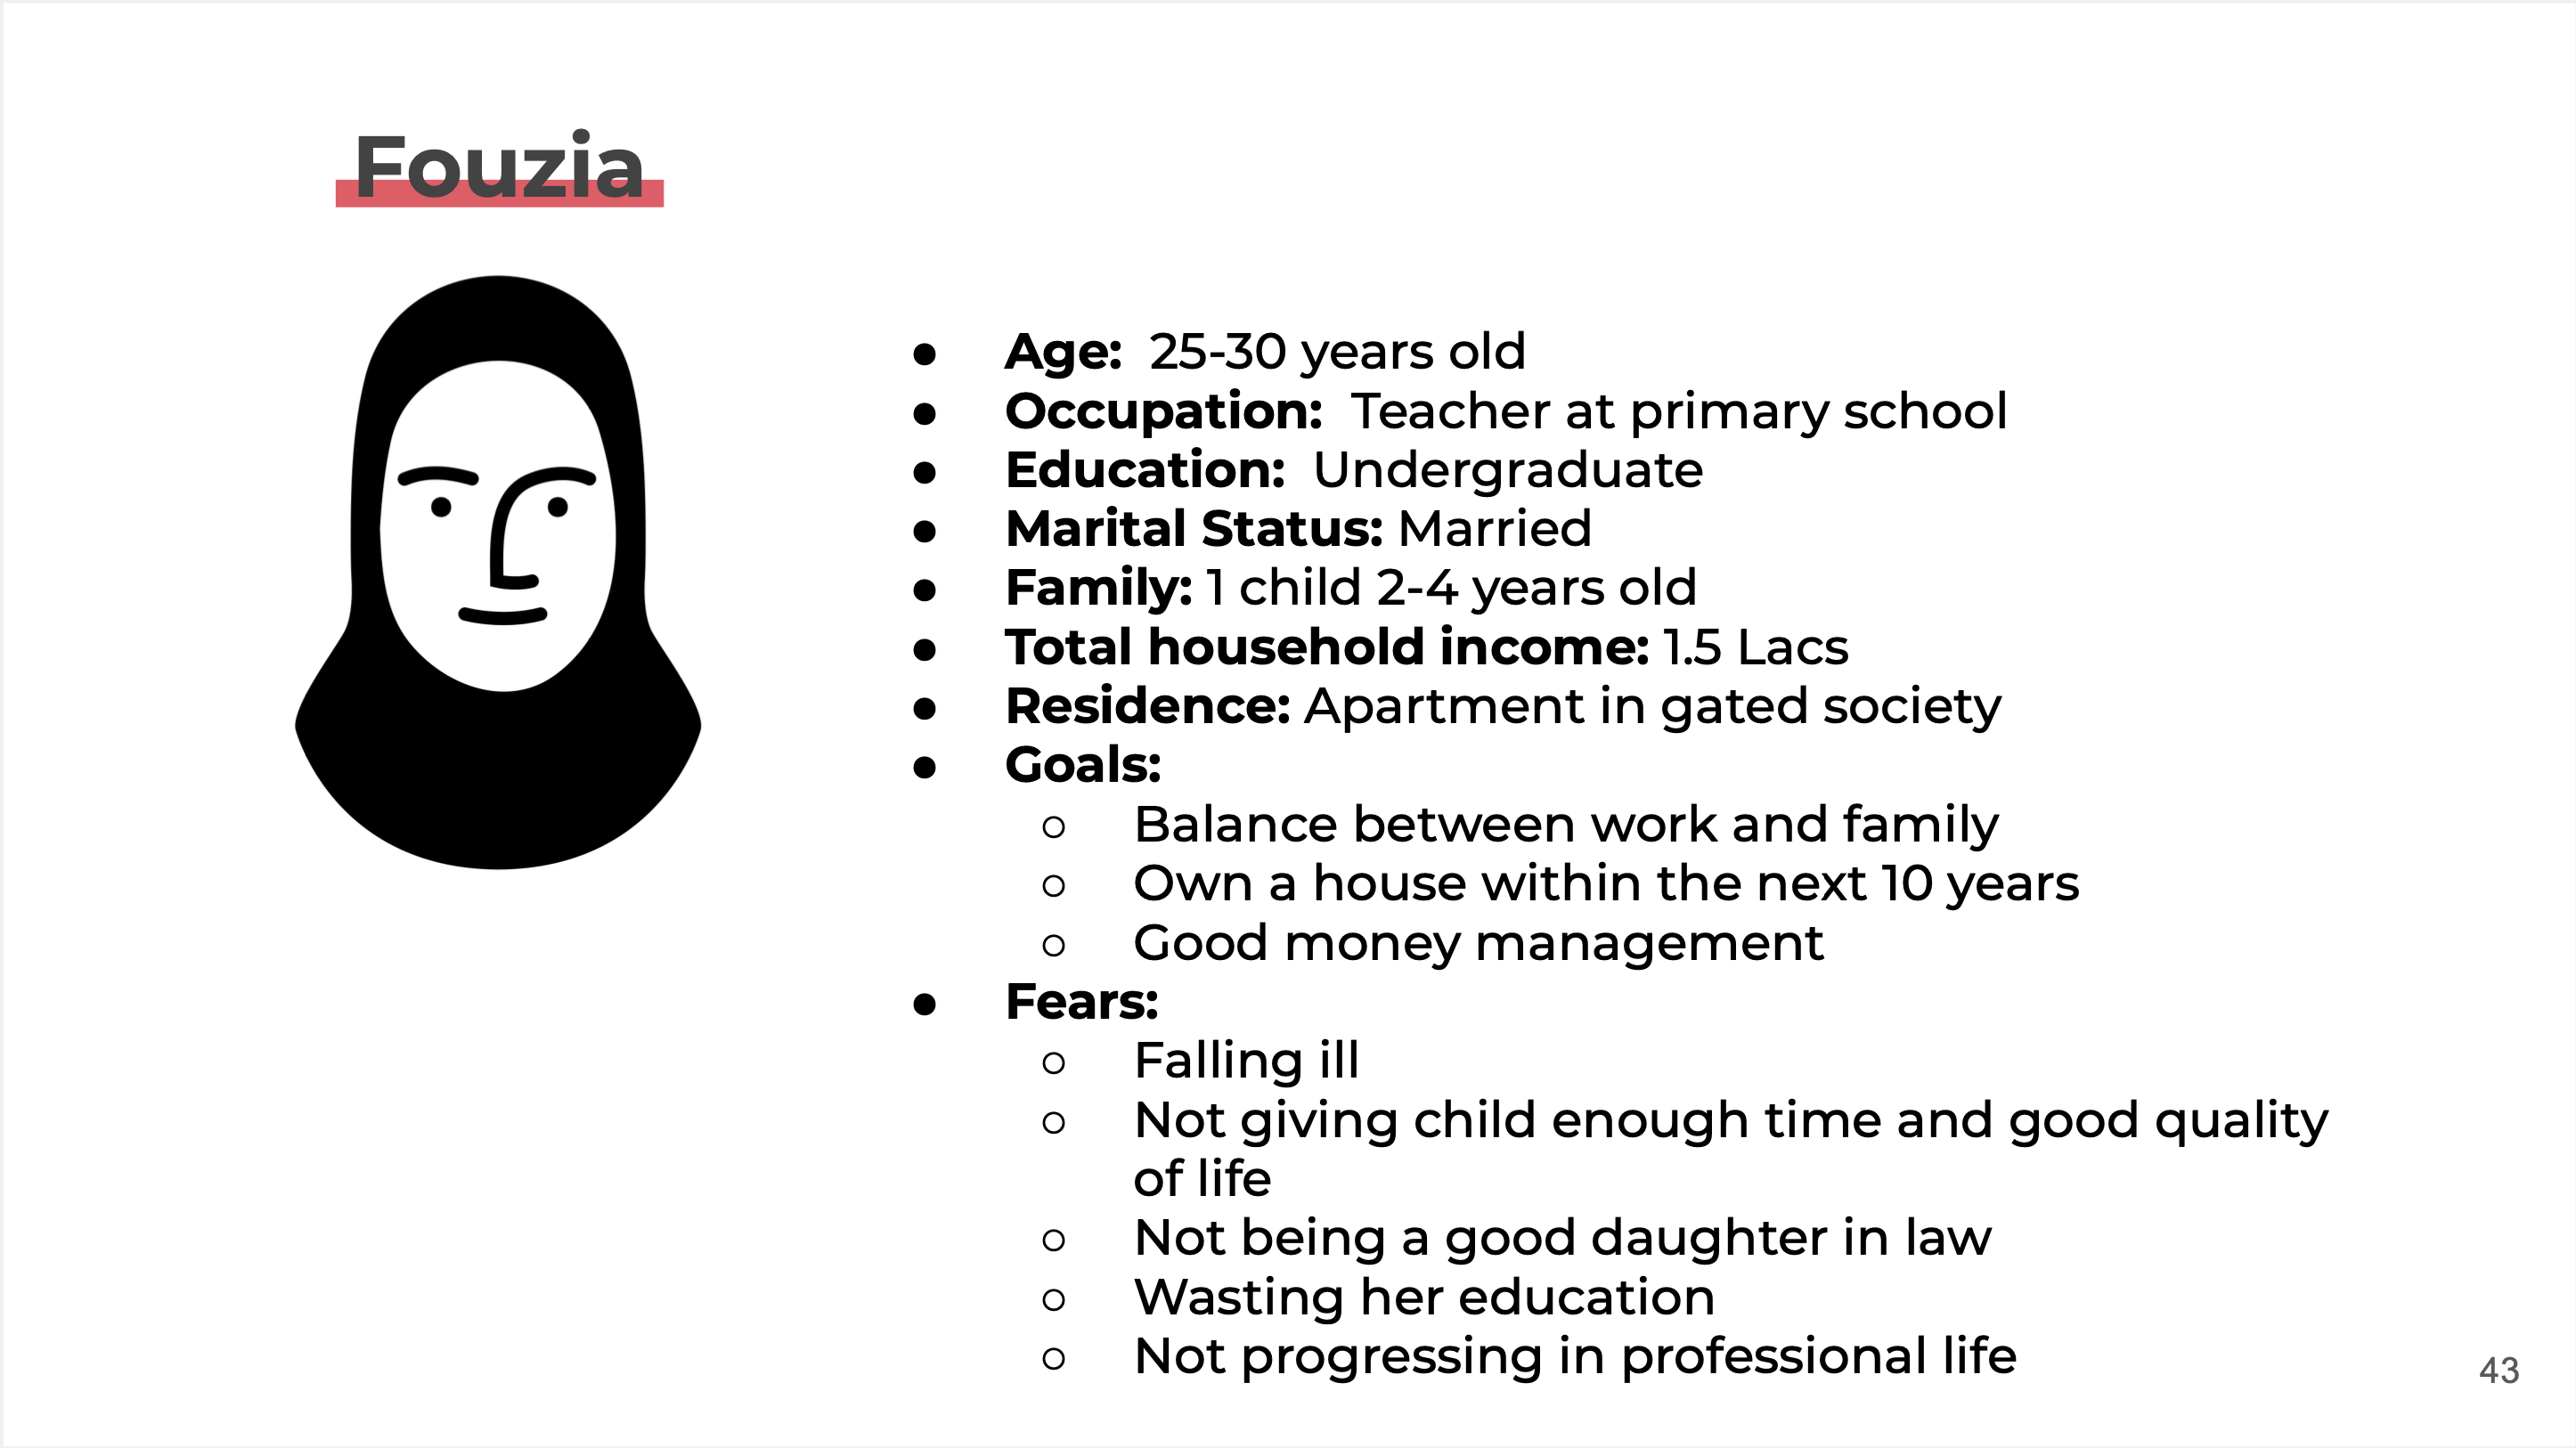 Fouzia
● Age:  25-30 years old
● Occupation:  Teacher at primary school
● Education:  Undergraduate
● Marital Status: Married
● Family: 1 child 2-4 years old
● Total household income: 1.5 Lacs
● Residence: Apartment in gated society
● Goals:
○ Balance between work and family
○ Own a house within the next 10 years
○ Good money management
● Fears:
○ Falling ill
○ Not giving child enough time and good quality
of life
○ Not being a good daughter in law
○ Wasting her education
○ Not progressing in professional life
43